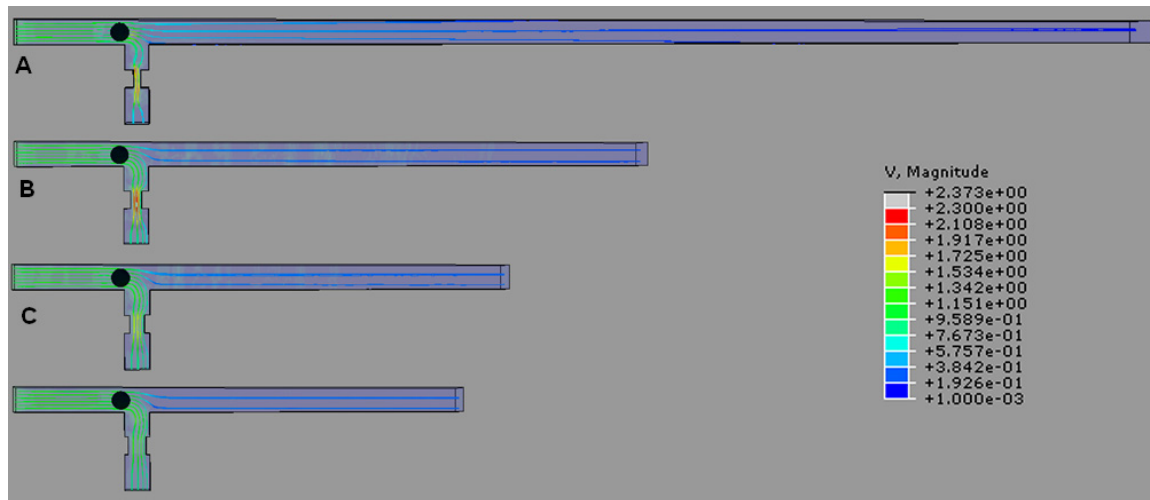 A
B
C
V, Magnitude
+2.373e+00
+2.300e+00
+2.108e+00
+1.917e+00
+1.725e+00
+1.534e+00
+1.342e+00
+1.151e+00
+9.589e-01
+7.673e-01
+5.757e-01
+3.842e-01
+1.926e-01
+1.000e-03